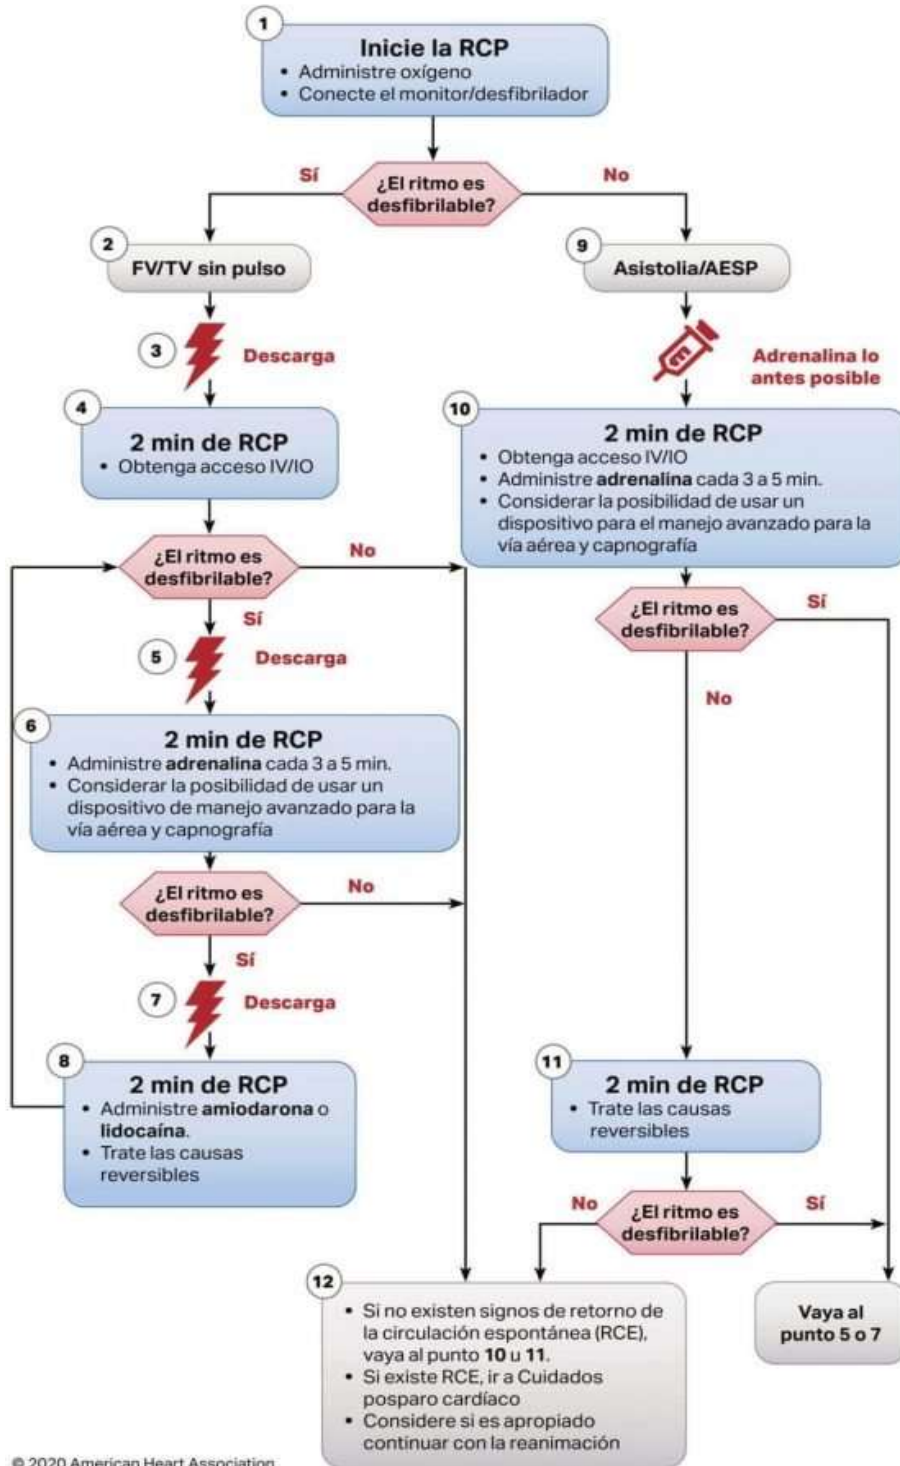 1
Inicie la RCP
• Administre oxígeno
• Conecte el monitor/desfibrilador
¿El ritmo es
desfibrilable?
Sí
No
2
FV/TV sin pulso
3
Descarga
4
2 min de RCP
• Obtenga acceso IV/IO
¿El ritmo es
desfibrilable?
No
Sí
5
Descarga
6
2 min de RCP
• Administre adrenalina cada 3 a 5 min.
• Considerar la posibilidad de usar un
dispositivo de manejo avanzado para la
vía aérea y capnografía
¿El ritmo es
desfibrilable?
No
Sí
7
Descarga
8
2 min de RCP
• Administre amiodarona o
lidocaína.
• Trate las causas
reversibles
9
Asistolia/AESP
Adrenalina lo
antes posible
10
2 min de RCP
• Obtenga acceso IV/IO
• Administre adrenalina cada 3 a 5 min.
• Considerar la posibilidad de usar un
dispositivo para el manejo avanzado para la
vía aérea y capnografía
¿El ritmo es
desfibrilable?
Sí
No
11
2 min de RCP
• Trate las causas
reversibles
¿El ritmo es
desfibrilable?
No
Sí
12
• Si no existen signos de retorno de
la circulación espontánea (RCE),
vaya al punto 10 u 11.
• Si existe RCE, ir a Cuidados
posparo cardíaco
• Considere si es apropiado
continuar con la reanimación
Vaya al
punto 5 o 7
© 2020 American Heart Association